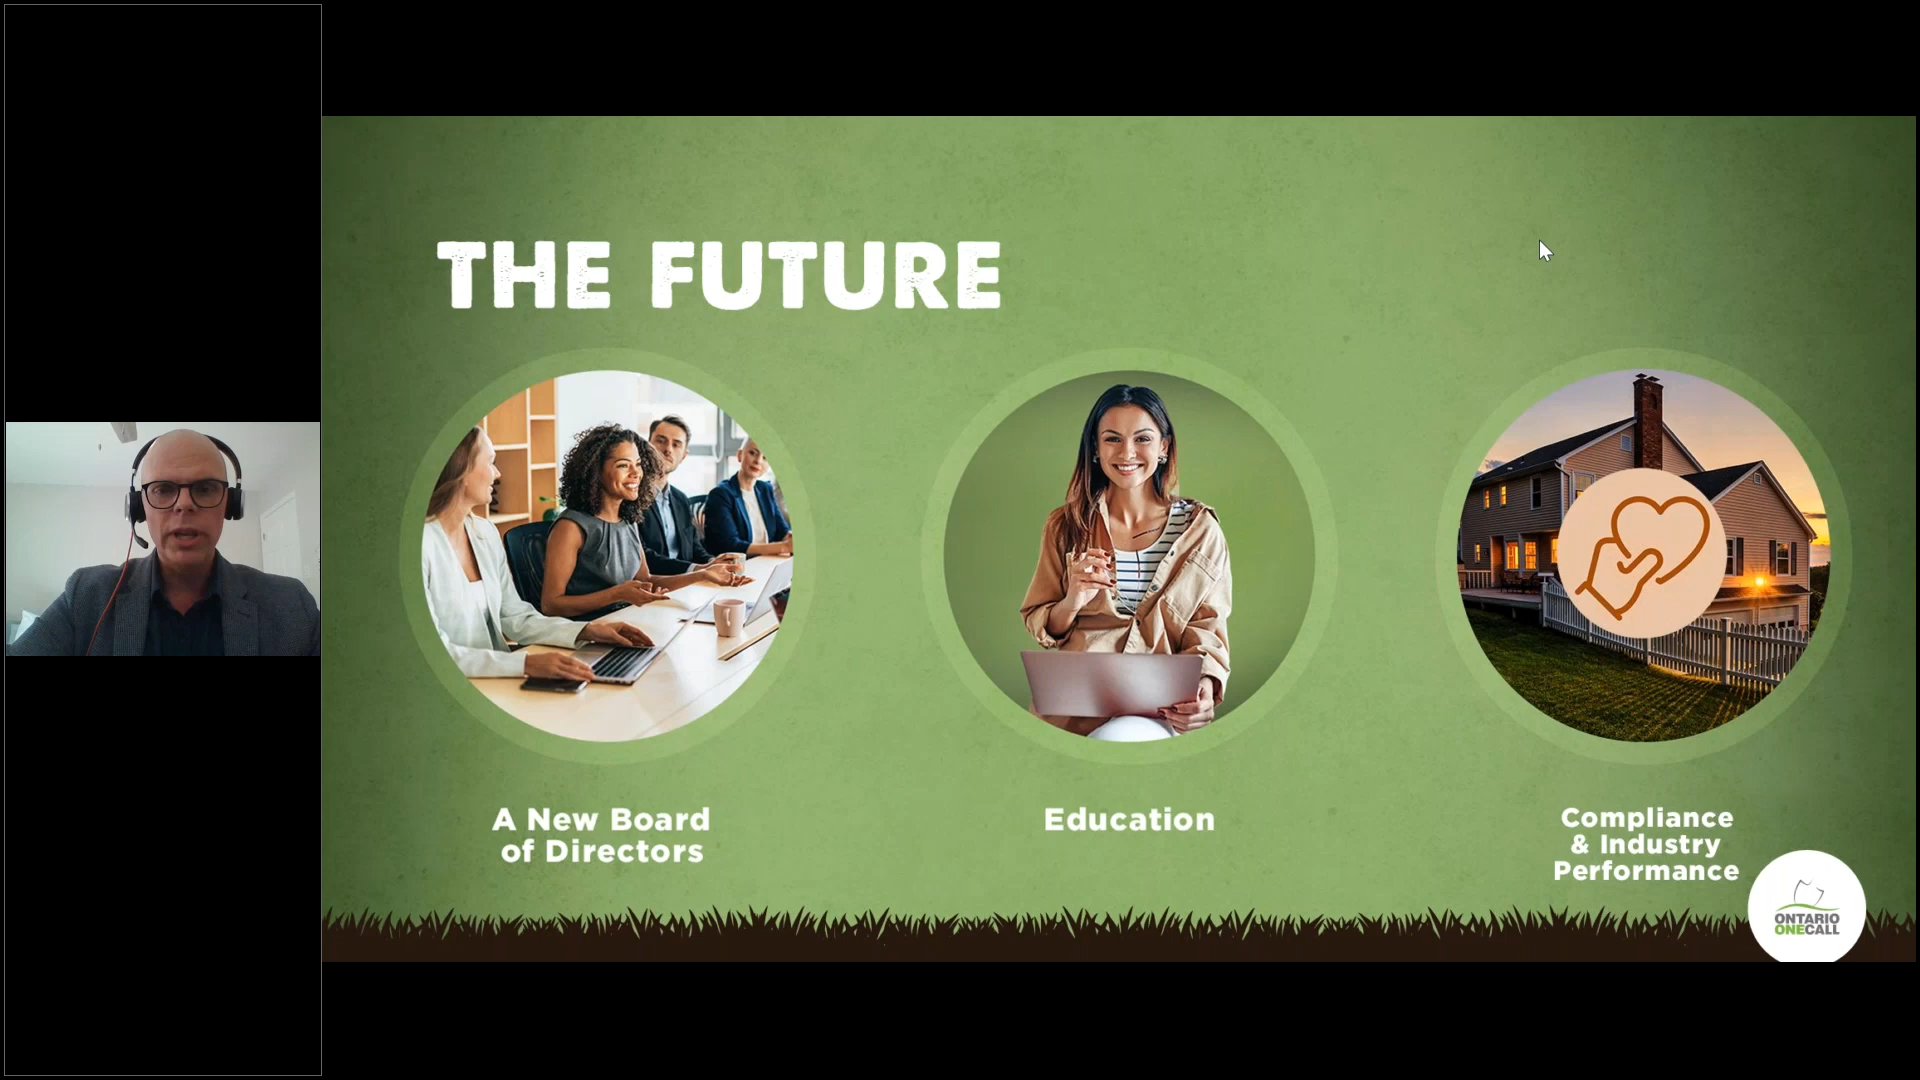 THE FUTURE
A New Board
of Directors
Education
Compliance
& Industry
Performance
ONTARIO
ONECALL